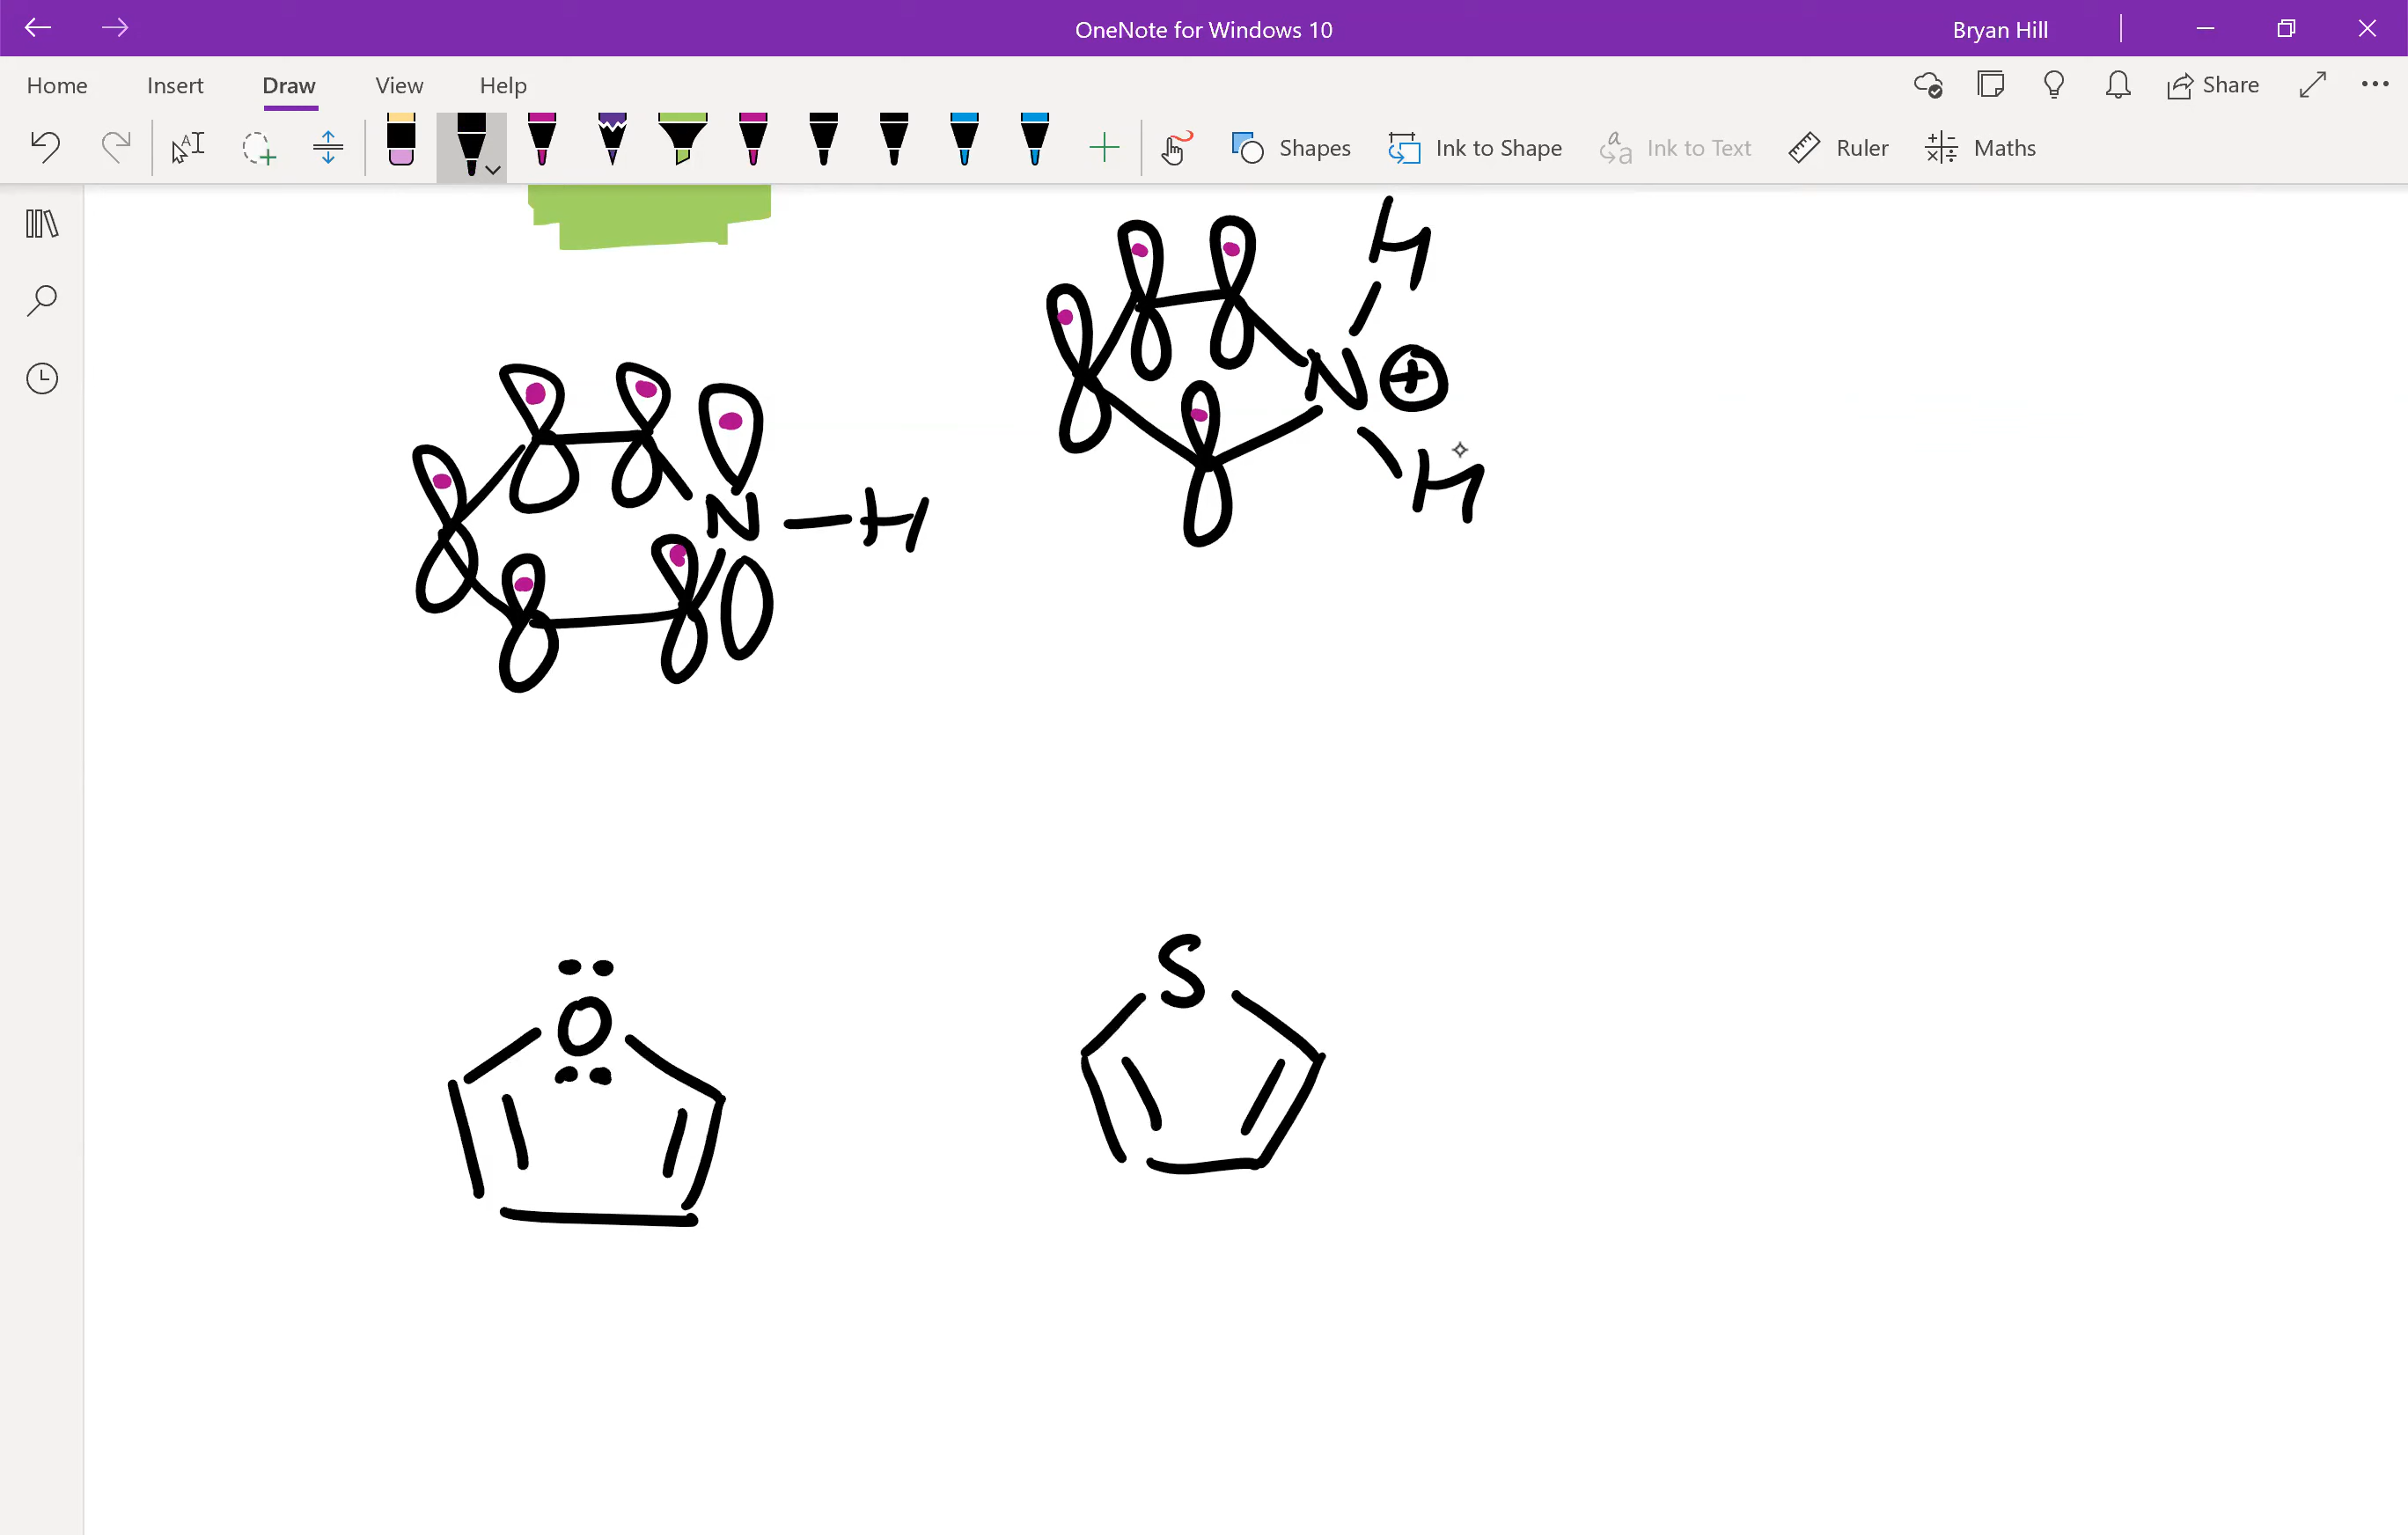 OneNote for Windows 10
Bryan Hill
Home Insert Draw View Help
Share
Shapes Ink to Shape Ink to Text Ruler Maths
H
N +
H
N-H
O
S